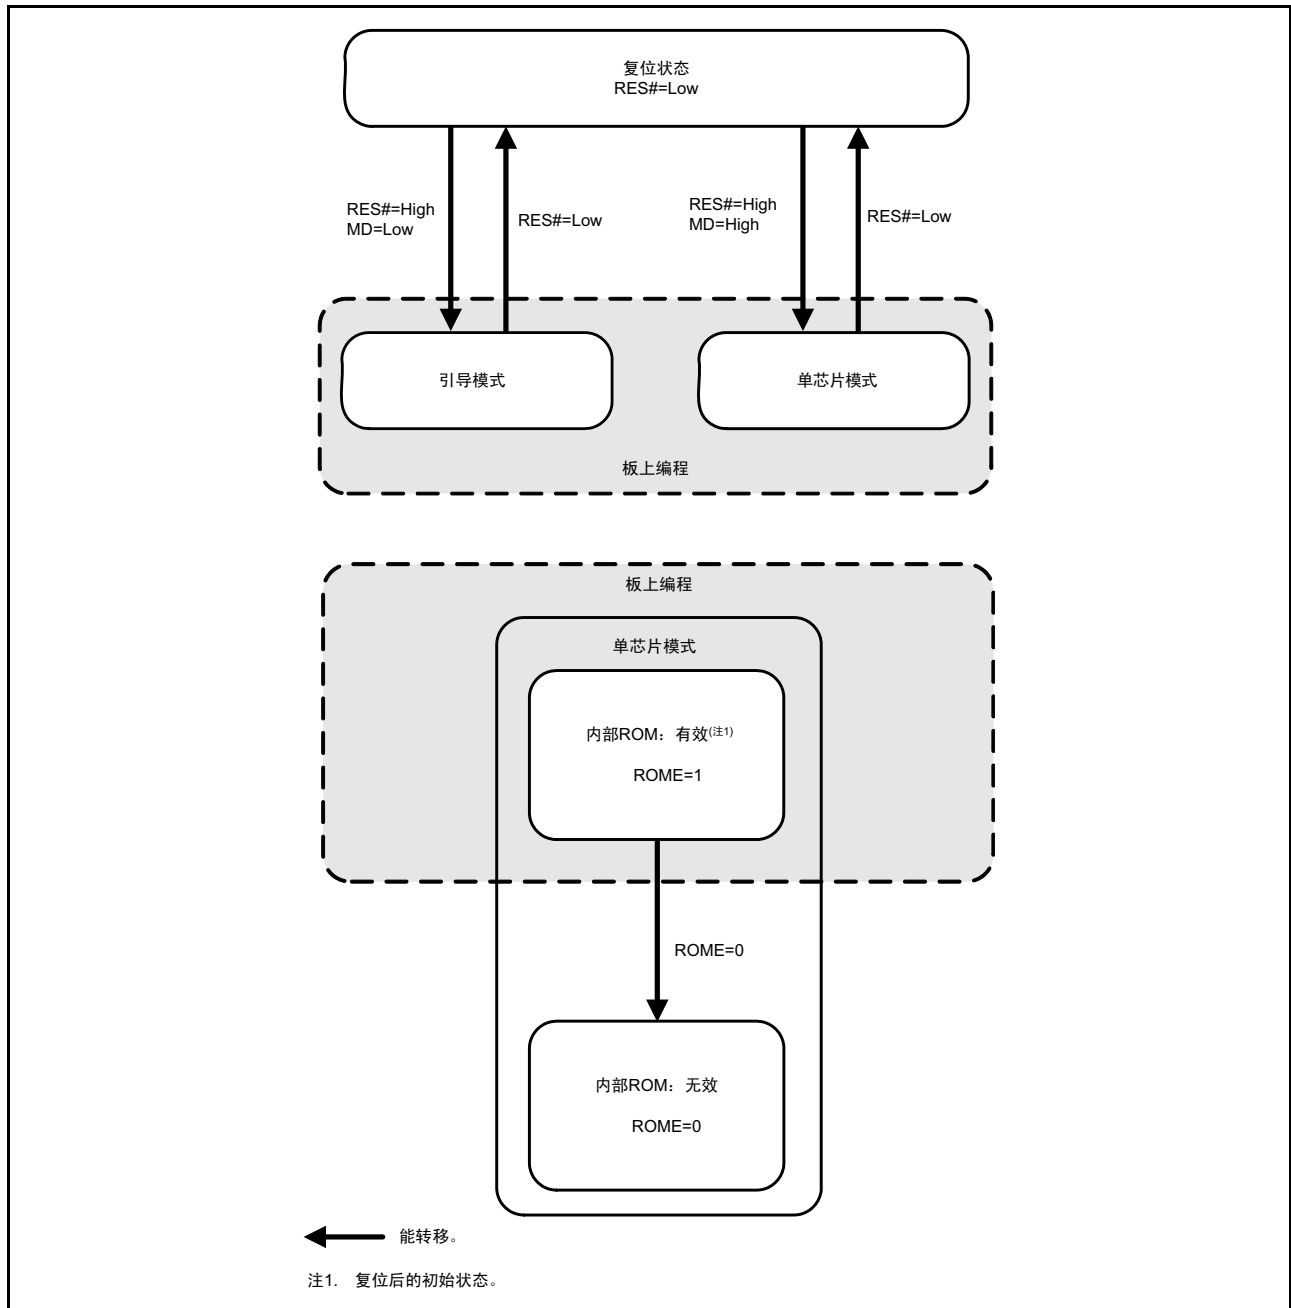 复位状态
RES#=Low
RES#=High
MD=Low
RES#=Low
RES#=High
MD=High
RES#=Low
引导模式
单芯片模式
板上编程
板上编程
单芯片模式
内部ROM：有效(注1)
ROME=1
ROME=0
内部ROM：无效
ROME=0
能转移。
注1. 复位后的初始状态。